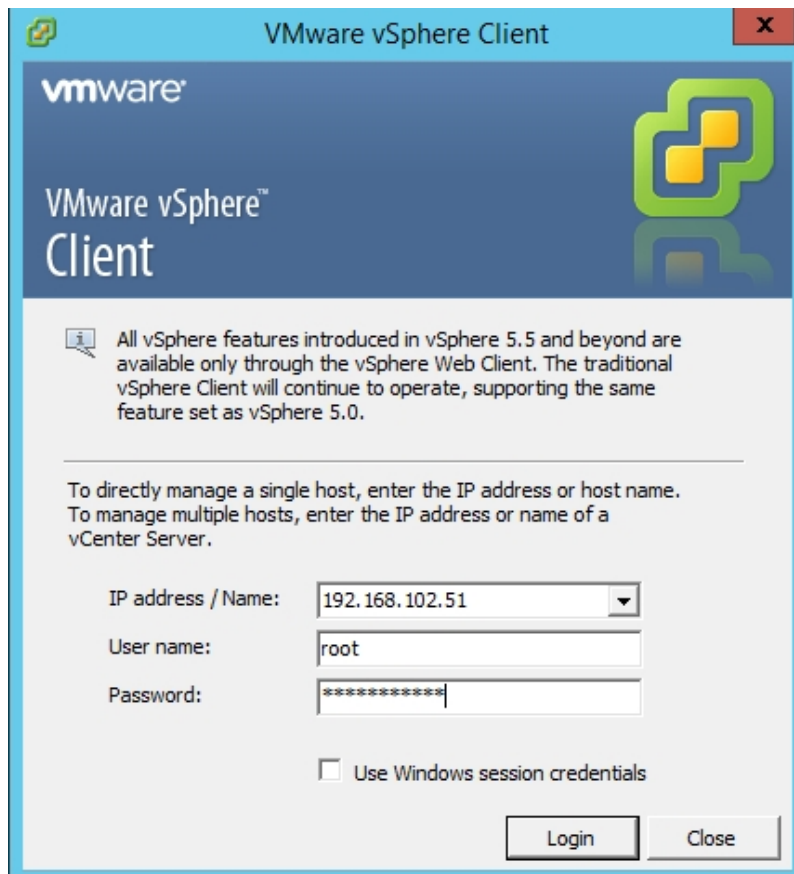 VMware vSphere Client
x
vmware®
VMware vSphere™
Client
All vSphere features introduced in vSphere 5.5 and beyond are
available only through the vSphere Web Client. The traditional
vSphere Client will continue to operate, supporting the same
feature set as vSphere 5.0.
To directly manage a single host, enter the IP address or host name.
To manage multiple hosts, enter the IP address or name of a
vCenter Server.
IP address / Name: 192.168.102.51
User name: root
Password: ***********
Use Windows session credentials
Login Close